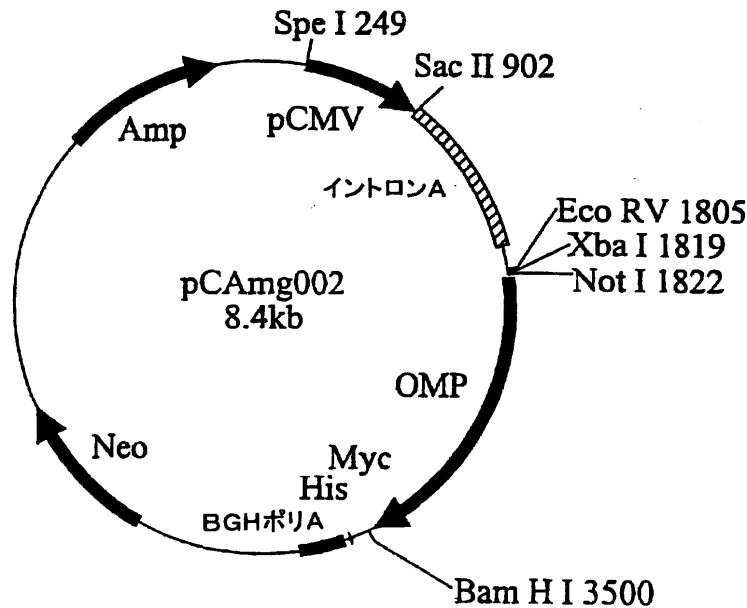 Spe I 249
Sac II 902
pCMV
Amp
イントロンA
Eco RV 1805
Xba I 1819
Not I 1822
pCAmg002
8.4kb
OMP
Neo
Myc
His
BGHポリA
Bam H I 3500